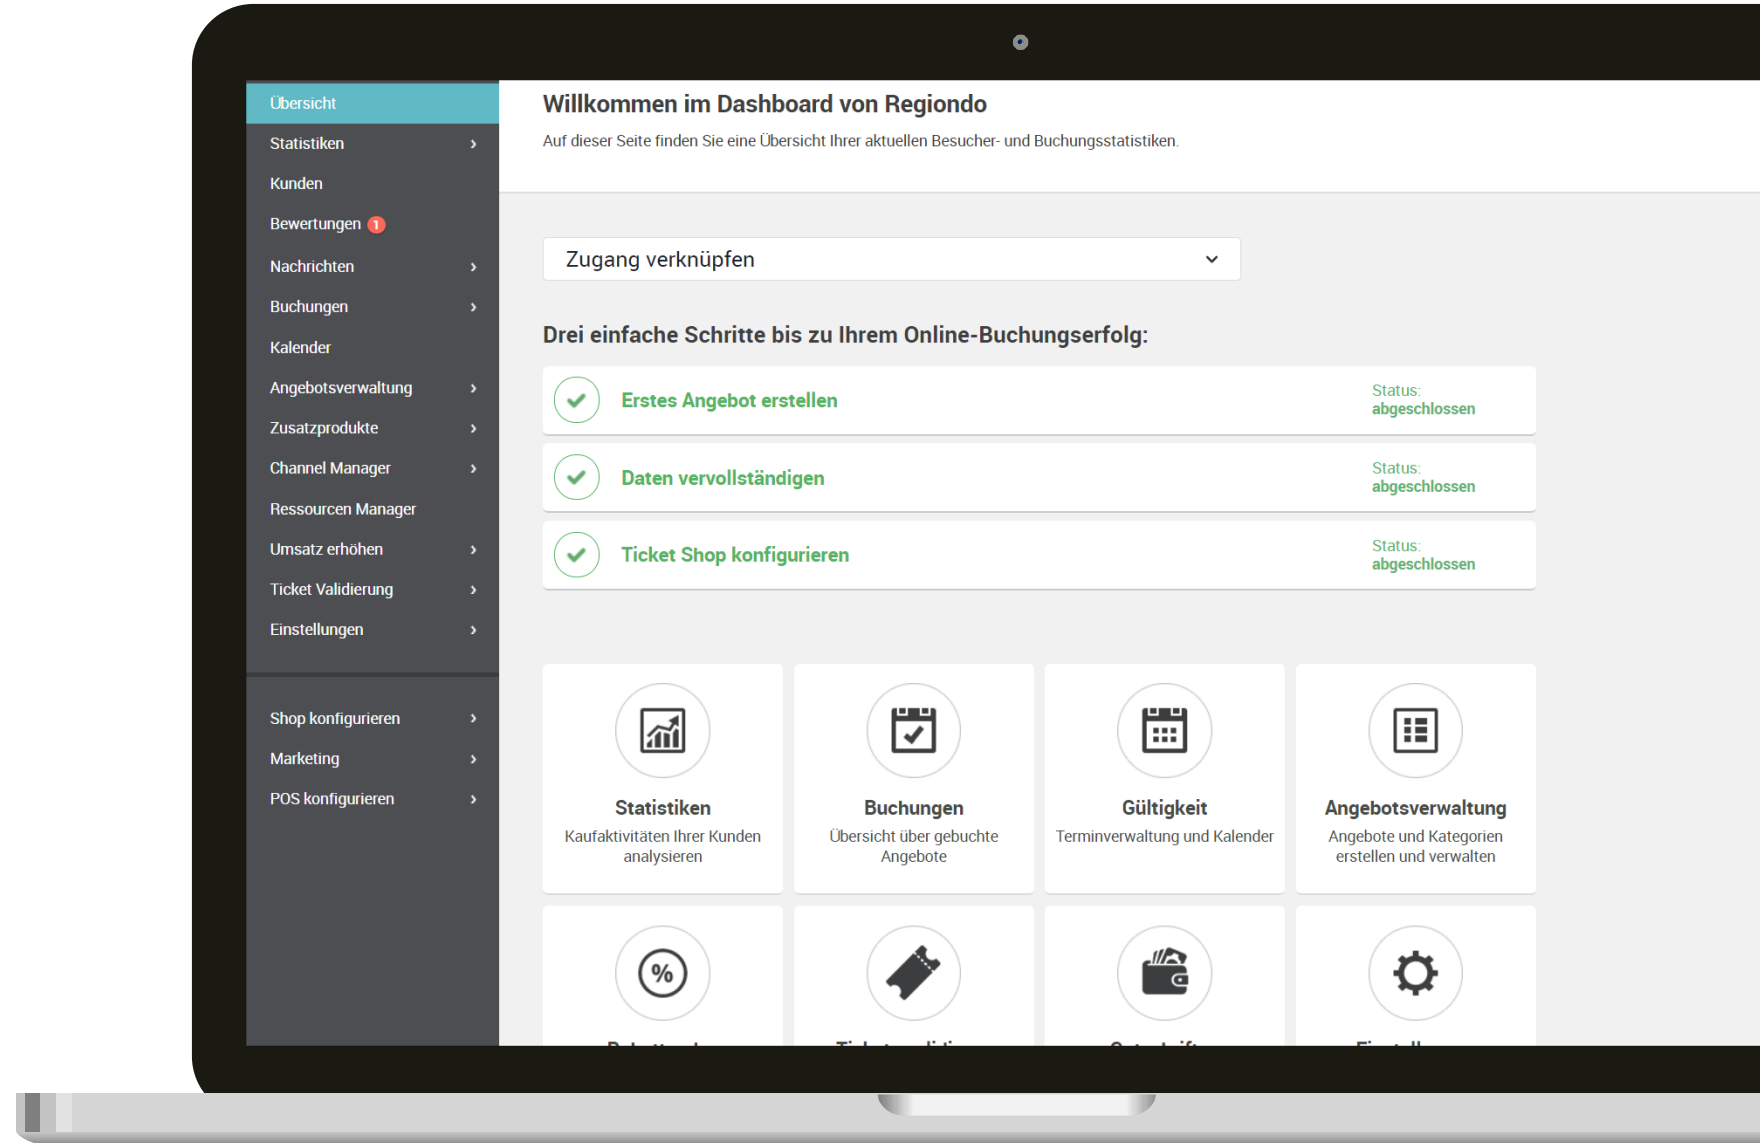 Übersicht
Statistiken
Kunden
Bewertungen 1
Nachrichten
Buchungen
Kalender
Angebotsverwaltung
Zusatzprodukte
Channel Manager
Ressourcen Manager
Umsatz erhöhen
Ticket Validierung
Einstellungen
Shop konfigurieren
Marketing
POS konfigurieren
Willkommen im Dashboard von Regiondo
Auf dieser Seite finden Sie eine Übersicht Ihrer aktuellen Besucher- und Buchungsstatistiken.
Zugang verknüpfen
Drei einfache Schritte bis zu Ihrem Online-Buchungserfolg:
Erstes Angebot erstellen
Status:
abgeschlossen
Daten vervollständigen
Status:
abgeschlossen
Ticket Shop konfigurieren
Status:
abgeschlossen
Statistiken
Kaufaktivitäten Ihrer Kunden
analysieren
Buchungen
Übersicht über gebuchte
Angebote
Gültigkeit
Terminverwaltung und Kalender
Angebotsverwaltung
Angebote und Kategorien
erstellen und verwalten
%